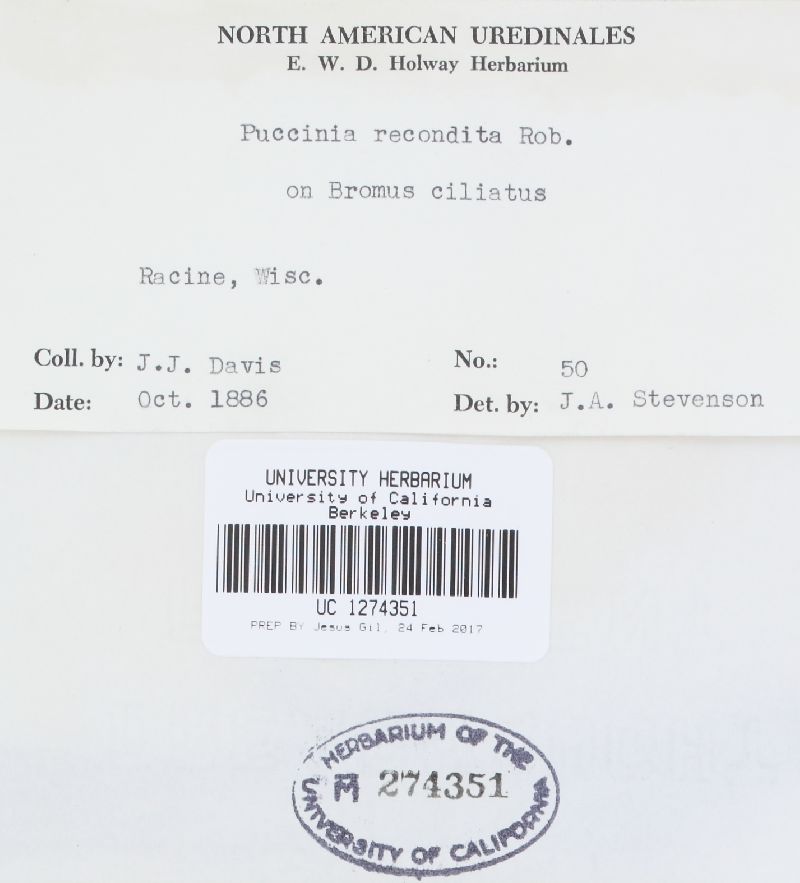 NORTH AMERICAN UREDINALES
E. W. D. Holway Herbarium
Puccinia recondita Rob.
on Bromus ciliatus
Racine, Wisc.
Coll. by: J.J. Davis No.: 50
Date: Oct. 1886 Det. by: J.A. Stevenson
UNIVERSITY HERBARIUM
University of California
Berkeley
UC 1274351
PREP BY Jesus Gil, 24 Feb 2017
HERBARIUM OF THE
M 274351
UNIVERSITY OF CALIFORNIA